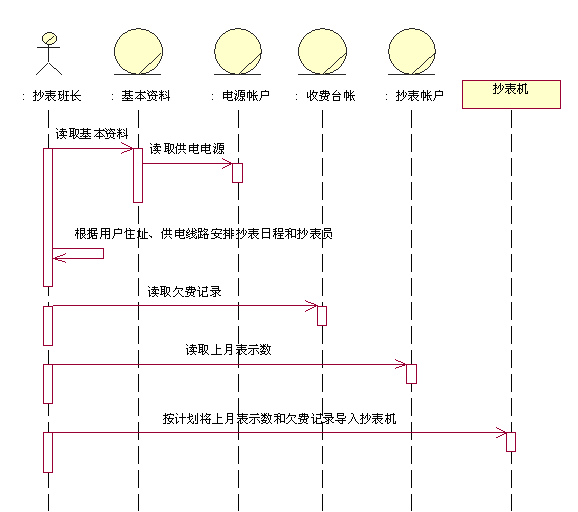 抄表机
: 抄表班长
: 基本资料
: 电源帐户
: 收费台帐
: 抄表帐户
读取基本资料
读取供电电源
根据用户住址、供电线路安排抄表日程和抄表员
读取欠费记录
读取上月表示数
按计划将上月表示数和欠费记录导入抄表机